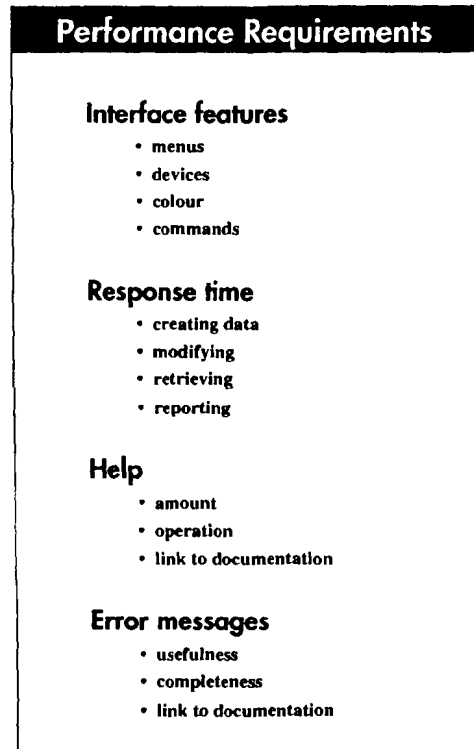 Performance Requirements
Interface features
• menus
• devices
• colour
• commands
Response time
• creating data
• modifying
• retrieving
• reporting
Help
• amount
• operation
• link to documentation
Error messages
• usefulness
• completeness
• link to documentation